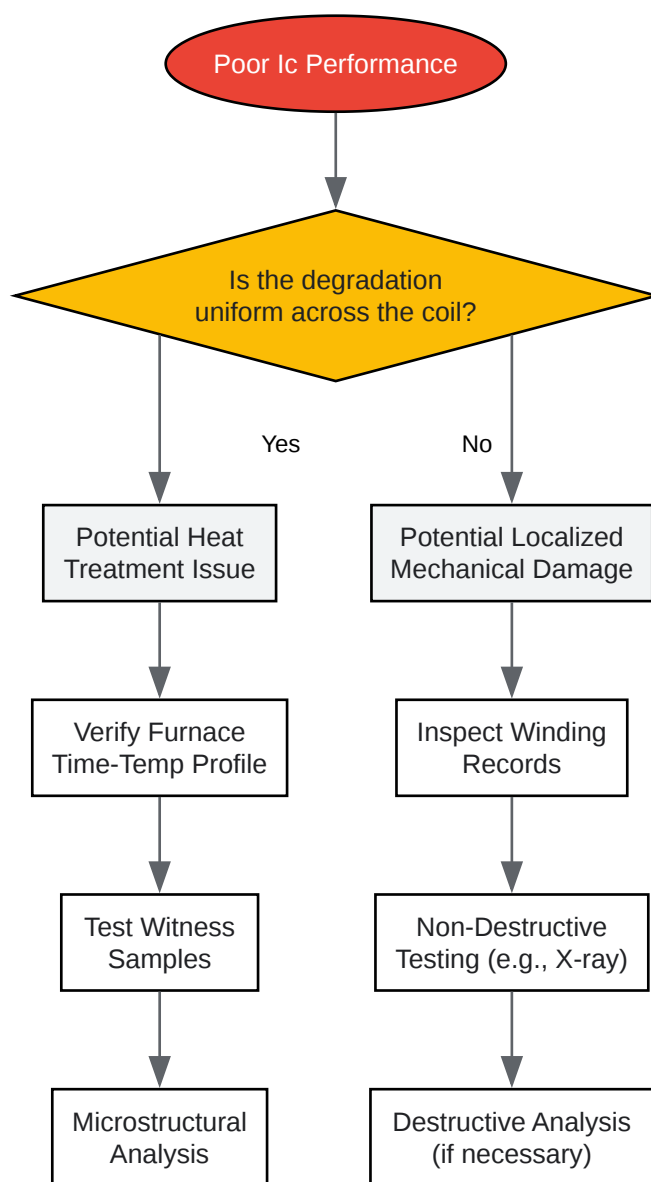 Poor Ic Performance
Is the degradation
uniform across the coil?
Yes
No
Potential Heat
Treatment Issue
Potential Localized
Mechanical Damage
Verify Furnace
Time-Temp Profile
Inspect Winding
Records
Test Witness
Samples
Non-Destructive
Testing (e.g., X-ray)
Microstructural
Analysis
Destructive Analysis
(if necessary)